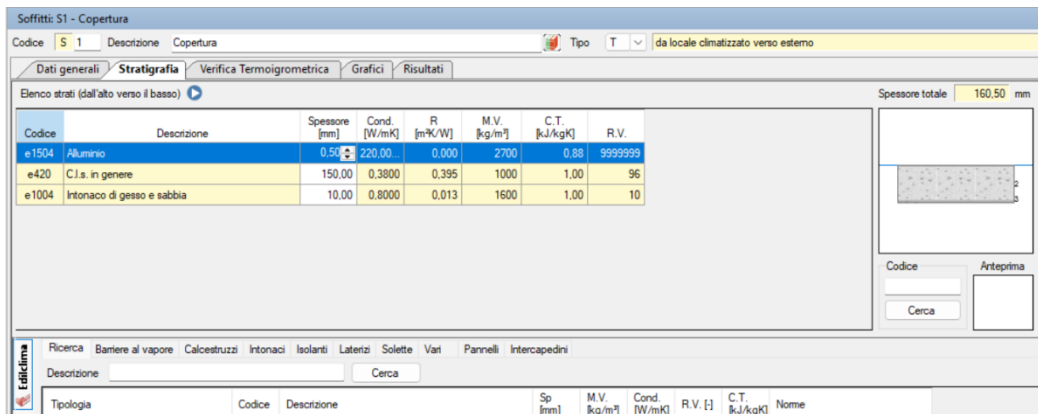 Soffitti: S1 - Copertura
Codice S 1 Descrizione Copertura Tipo T da locale climatizzato verso esterno
Dati generali Stratigrafia Verifica Termoigrometrica Grafici Risultati
Elenco strati (dall'alto verso il basso) Spessore totale 160,50 mm
Codice Descrizione Spessore [mm] Cond. [W/mK] R [m²K/W] M.V. [kg/m³] C.T. [kJ/kgK] R.V.
e1504 Alluminio 0,50 220,00... 0,000 2700 0,88 9999999
e420 C.l.s. in genere 150,00 0,3800 0,395 1000 1,00 96
e1004 Intonaco di gesso e sabbia 10,00 0,8000 0,013 1600 1,00 10
2
3
Codice Anteprima
Cerca
Edilclima
Ricerca Barriere al vapore Calcestruzzi Intonaci Isolanti Laterizi Solette Vari Pannelli Intercapedini
Descrizione Cerca
Tipologia Codice Descrizione Sp [mm] M.V. [kg/m³] Cond. [W/mK] R.V. [-] C.T. [kJ/kgK] Nome